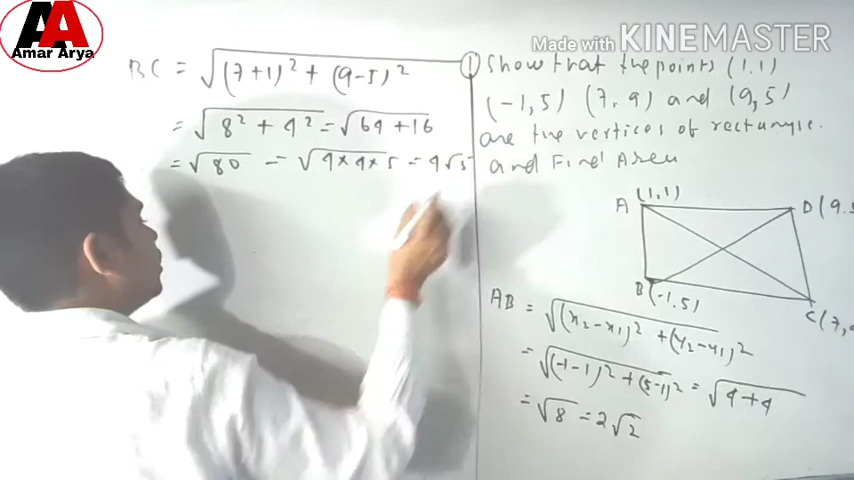 AA
Amar Arya
Made with KINEMASTER
BC = √(7+1)² + (9-5)²
= √8² + 4² = √64 + 16
= √80 = √4×4×5 = 4√5
① Show that the points (1.1)
(-1,5) (7,9) and (9,5)
are the vertices of rectangle.
and Find Area
A (1,1)
D (9.5
B (-1.5)
C (7,
AB = √(x₂-x₁)² + (y₂-y₁)²
= √(-1-1)² + (5-1)² = √4+4
= √8 = 2√2